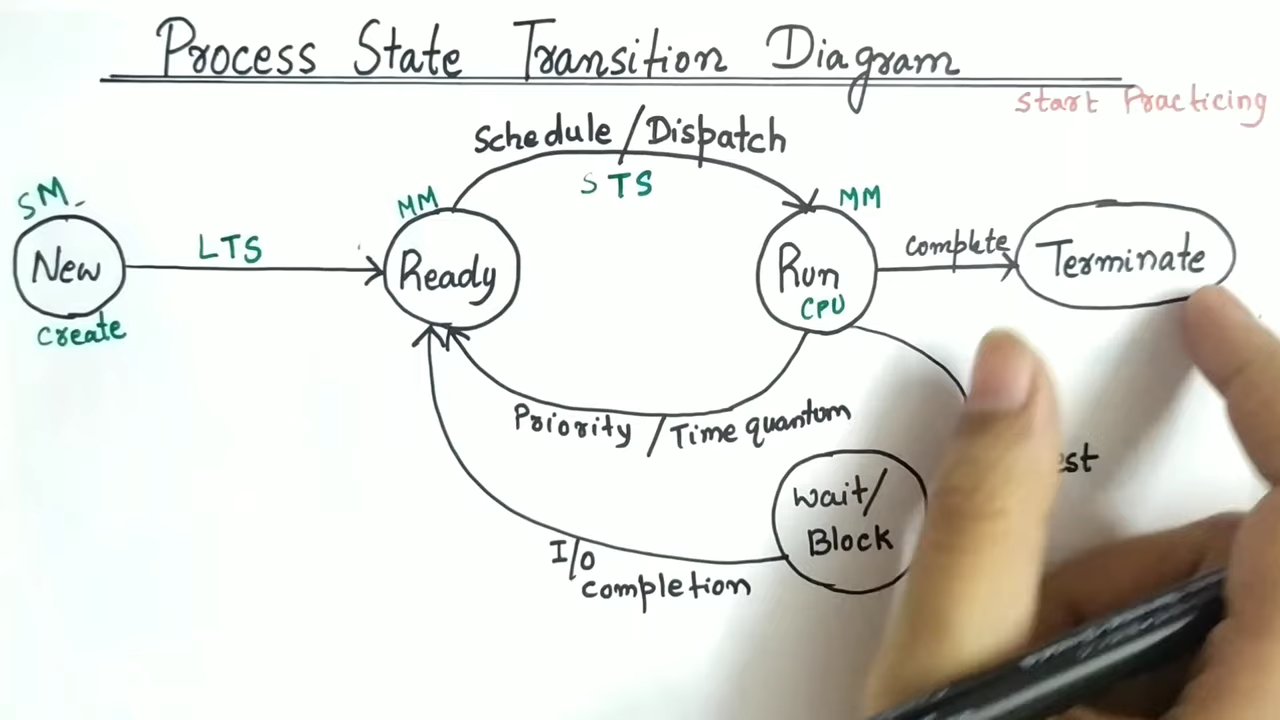 Process State Transition Diagram
Start Practicing
Schedule / Dispatch
STS
SM
MM
MM
New
LTS
Ready
Run
CPU
complete
Terminate
create
Priority / Time quantum
Wait/
Block
I/O
completion